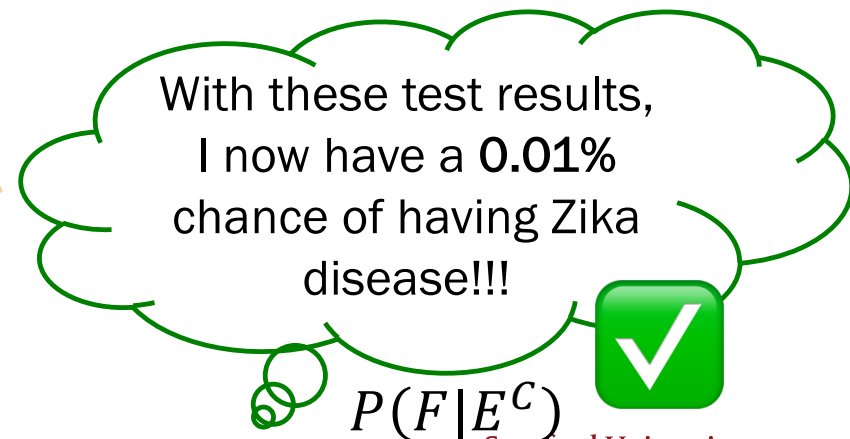 With these test results,
I now have a 0.01%
chance of having Zika
disease!!!
P(F|E^C)